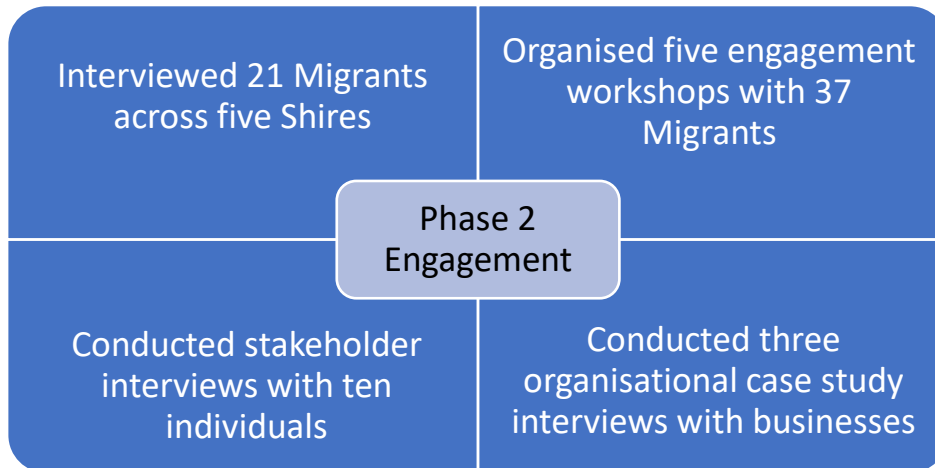 Interviewed 21 Migrants
across five Shires
Organised five engagement
workshops with 37
Migrants
Phase 2
Engagement
Conducted stakeholder
interviews with ten
individuals
Conducted three
organisational case study
interviews with businesses